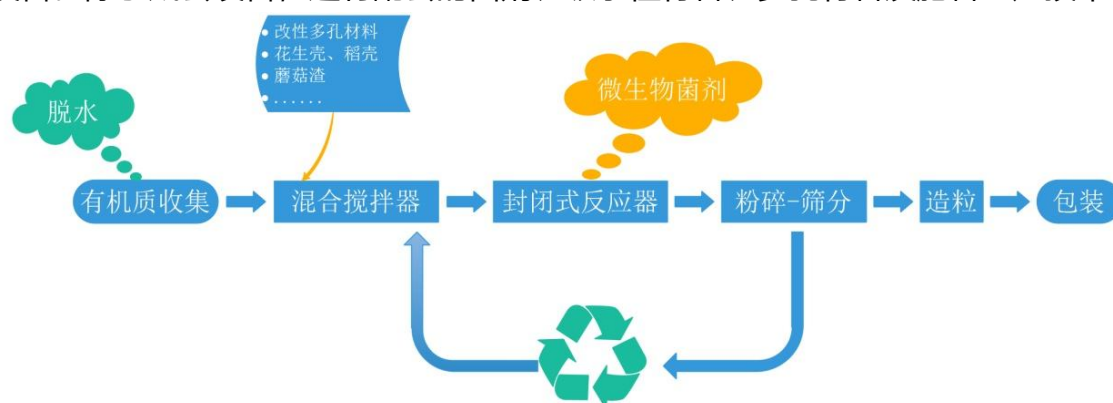 • 改性多孔材料
• 花生壳、稻壳
• 蘑菇渣
• ......
脱水
微生物菌剂
有机质收集
混合搅拌器
封闭式反应器
粉碎-筛分
造粒
包装